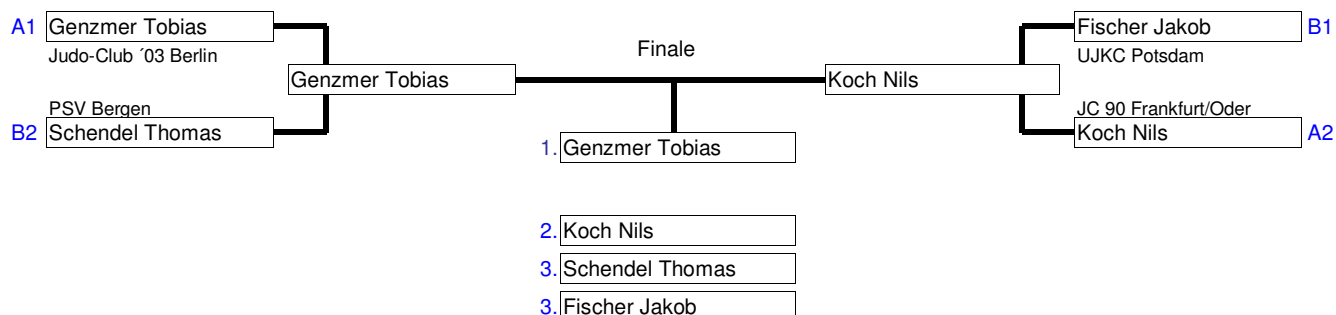 A1 Genzmer Tobias
Judo-Club ´03 Berlin
Genzmer Tobias
PSV Bergen
B2 Schendel Thomas
Finale
Fischer Jakob B1
UJKC Potsdam
Koch Nils
JC 90 Frankfurt/Oder
Koch Nils A2
1. Genzmer Tobias
2. Koch Nils
3. Schendel Thomas
3. Fischer Jakob